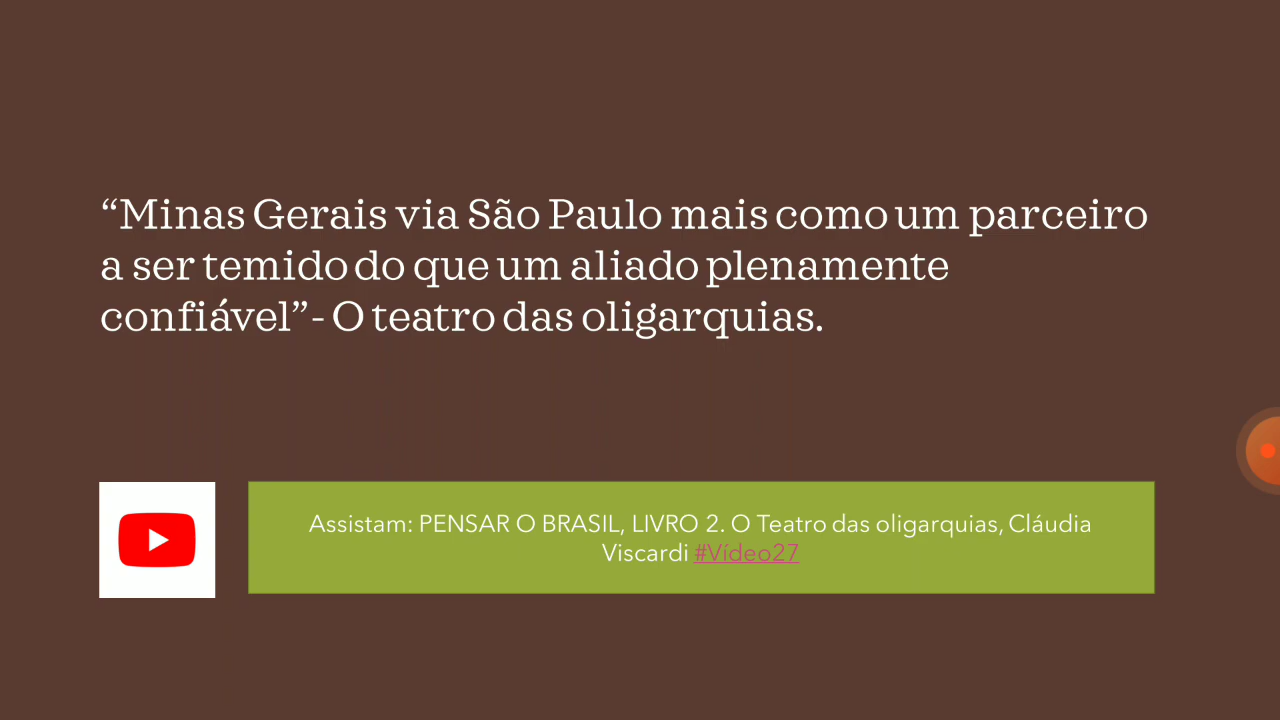 “Minas Gerais via São Paulo mais como um parceiro
a ser temido do que um aliado plenamente
confiável”- O teatro das oligarquias.
Assistam: PENSAR O BRASIL, LIVRO 2. O Teatro das oligarquias, Cláudia
Viscardi #Vídeo27